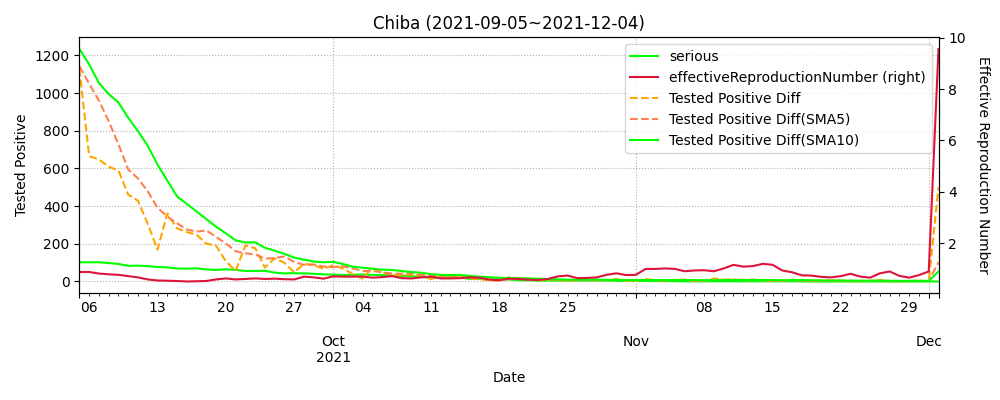 Chiba (2021-09-05~2021-12-04)
Tested Positive
1200
1000
800
600
400
200
0
10
8
6
4
2
Effective Reproduction Number
serious
effectiveReproductionNumber (right)
Tested Positive Diff
Tested Positive Diff(SMA5)
Tested Positive Diff(SMA10)
06 13 20 27 04 11 18 25 08 15 22 29
Oct Nov Dec
2021
Date